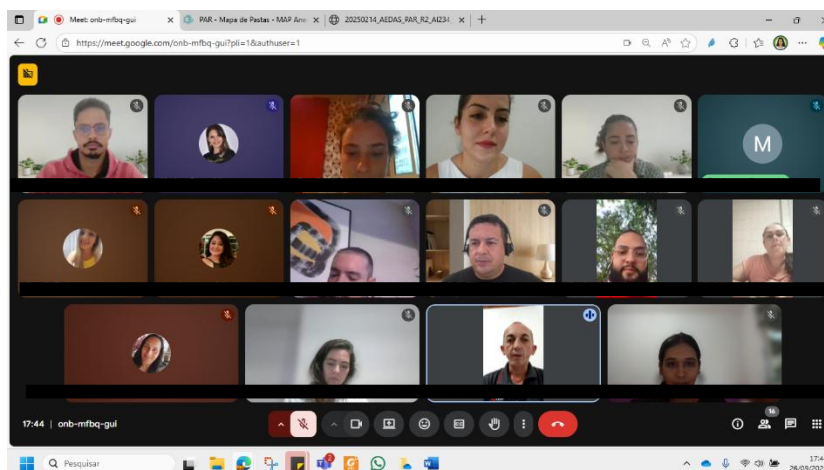 Meet: onb-mfbq-gui
PAR - Mapa de Pastas - MAP Ane
20250214_AEDAS_PAR_R2_AI234
https://meet.google.com/onb-mfbq-gui?pli=1&authuser=1
M
17:44 | onb-mfbq-gui
16
Pesquisar
17:4